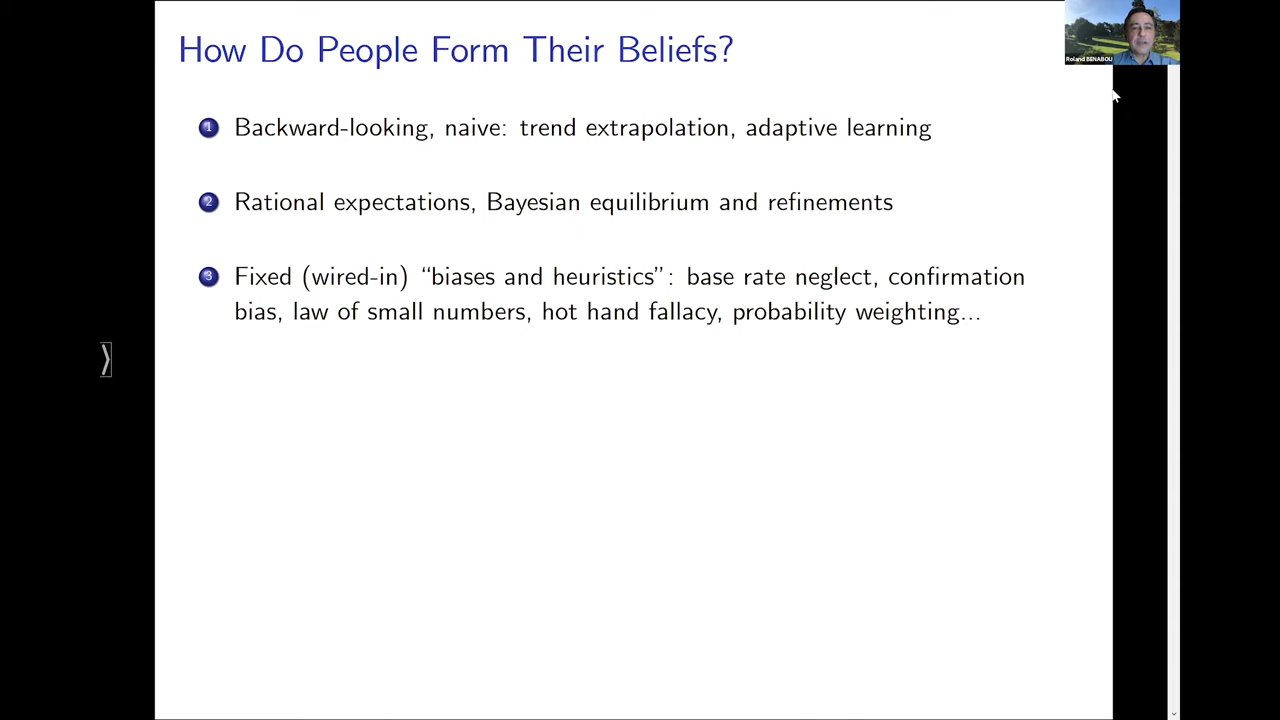 How Do People Form Their Beliefs?
Roland BENABOU
1 Backward-looking, naive: trend extrapolation, adaptive learning
2 Rational expectations, Bayesian equilibrium and refinements
3 Fixed (wired-in) “biases and heuristics”: base rate neglect, confirmation
bias, law of small numbers, hot hand fallacy, probability weighting...